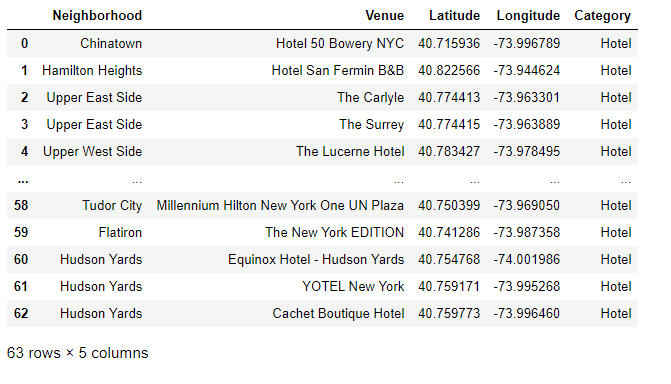 Neighborhood Venue Latitude Longitude Category
0 Chinatown Hotel 50 Bowery NYC 40.715936 -73.996789 Hotel
1 Hamilton Heights Hotel San Fermin B&B 40.822566 -73.944624 Hotel
2 Upper East Side The Carlyle 40.774413 -73.963301 Hotel
3 Upper East Side The Surrey 40.774415 -73.963889 Hotel
4 Upper West Side The Lucerne Hotel 40.783427 -73.978495 Hotel
... ... ... ... ... ...
58 Tudor City Millennium Hilton New York One UN Plaza 40.750399 -73.969050 Hotel
59 Flatiron The New York EDITION 40.741286 -73.987358 Hotel
60 Hudson Yards Equinox Hotel - Hudson Yards 40.754768 -74.001986 Hotel
61 Hudson Yards YOTEL New York 40.759171 -73.995268 Hotel
62 Hudson Yards Cachet Boutique Hotel 40.759773 -73.996460 Hotel
63 rows × 5 columns